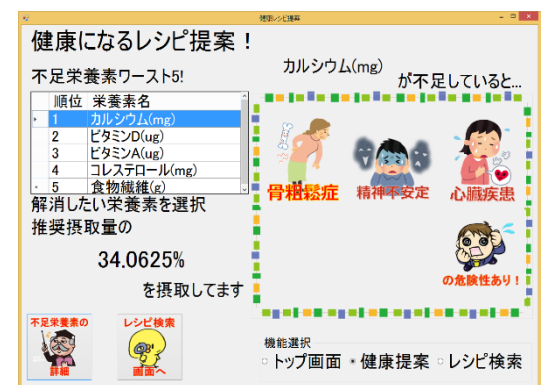 健康レシピ提案
健康になるレシピ提案！
不足栄養素ワースト5!
順位 栄養素名
1 カルシウム(mg)
2 ビタミンD(ug)
3 ビタミンA(ug)
4 コレステロール(mg)
5 食物繊維(g)
解消したい栄養素を選択
推奨摂取量の
34.0625%
を摂取してます
不足栄養素の
詳細
レシピ検索
画面へ
カルシウム(mg)
が不足していると...
骨粗鬆症 精神不安定 心臓疾患
の危険性あり！
機能選択
トップ画面 健康提案 レシピ検索